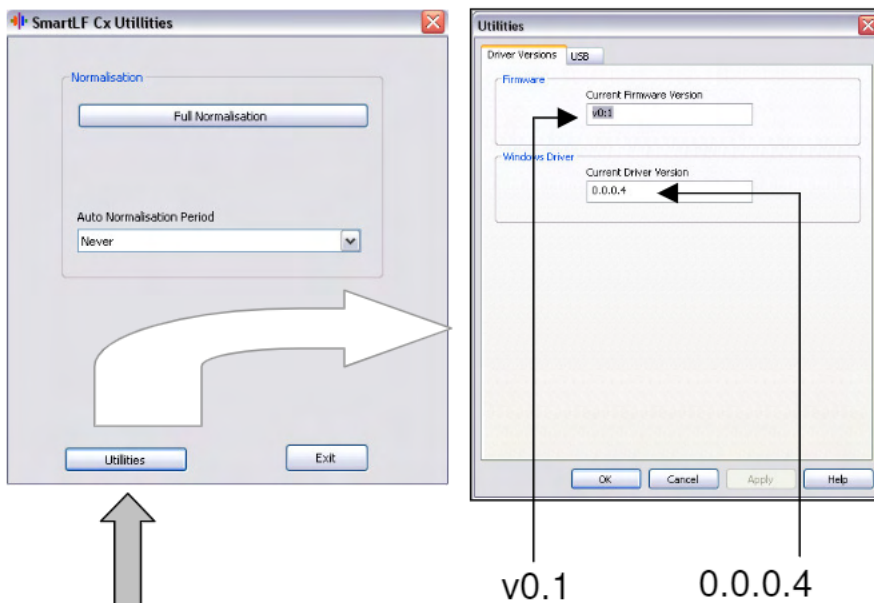 SmartLF Cx Utillities
Normalisation
Full Normalisation
Auto Normalisation Period
Never
Utilities
Exit
Utilities
Driver Versions
USB
Firmware
Current Firmware Version
v0:1
Windows Driver
Current Driver Version
0.0.0.4
OK
Cancel
Apply
Help
v0.1
0.0.0.4